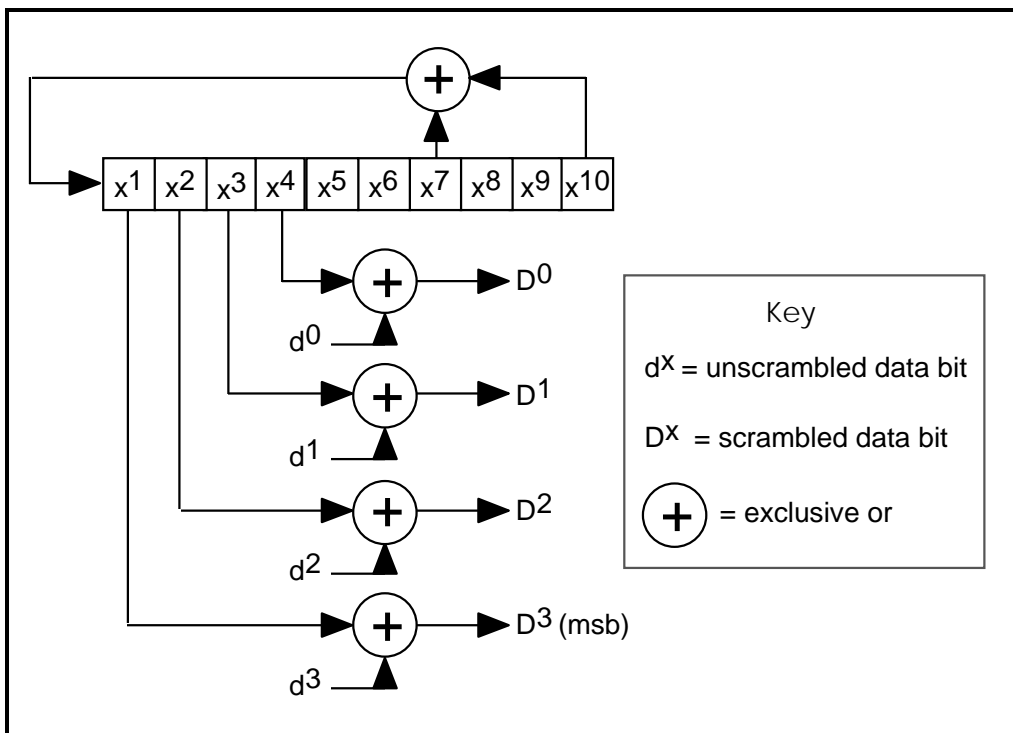 +
x1 x2 x3 x4 x5 x6 x7 x8 x9 x10
+ D0
d0
+ D1
d1
+ D2
d2
+ D3 (msb)
d3
Key
dx = unscrambled data bit
Dx = scrambled data bit
+ = exclusive or